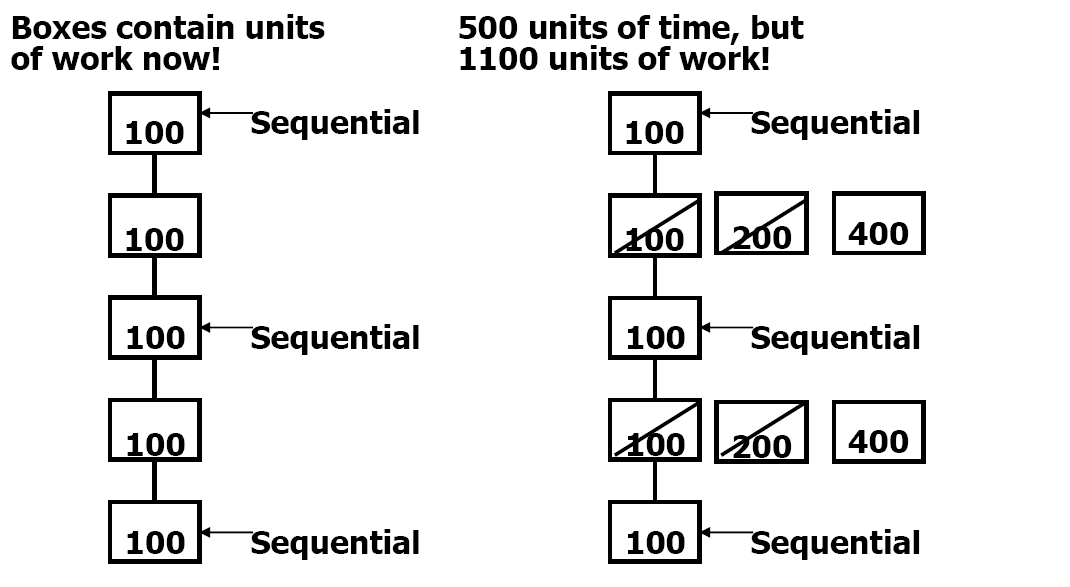 Boxes contain units
of work now!
100
Sequential
100
100
Sequential
100
100
Sequential
500 units of time, but
1100 units of work!
100
Sequential
100 200 400
100
Sequential
100 200 400
100
Sequential